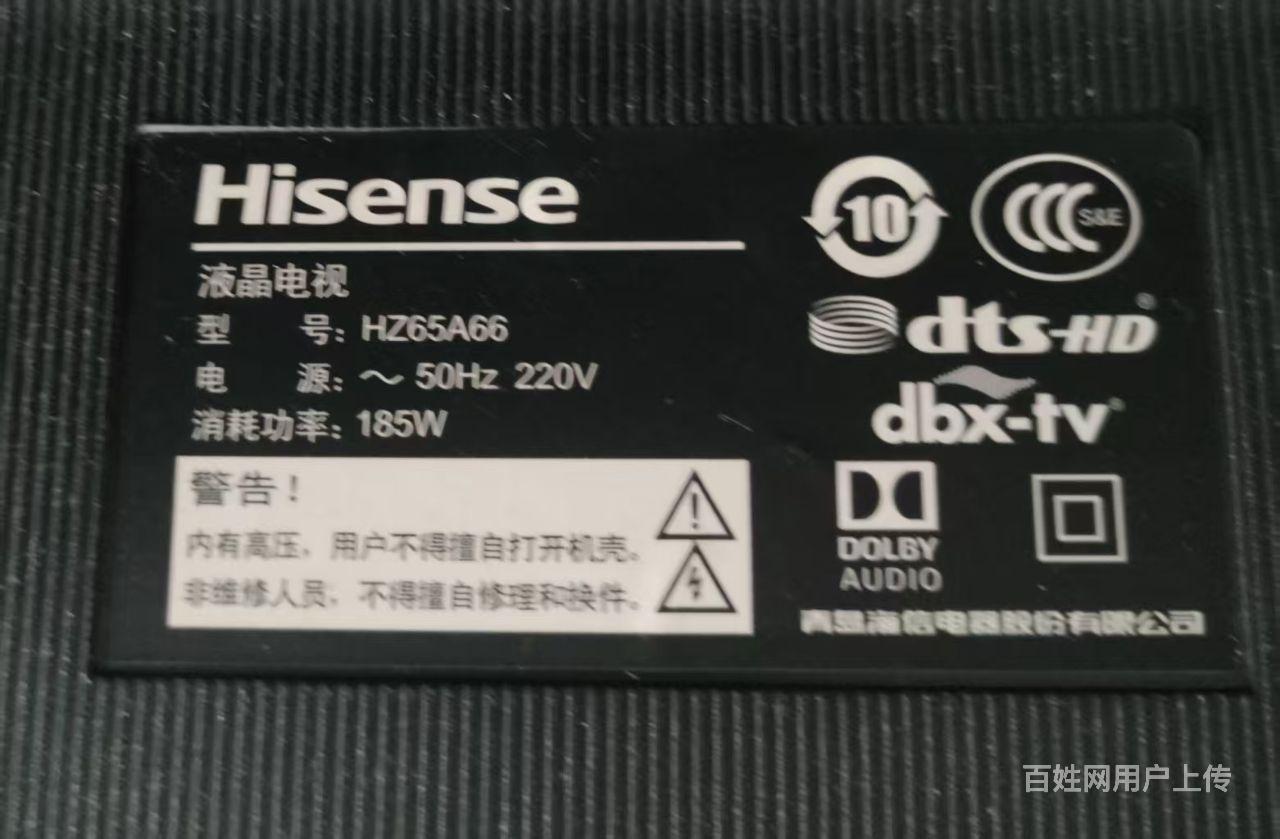 Hisense
液晶电视
型 号: HZ65A66
电 源: ～ 50Hz 220V
消耗功率: 185W
警告!
内有高压，用户不得擅自打开机壳。
非维修人员，不得擅自修理和换件。
10
CCC S&E
dts-HD®
dbx-tv
DOLBY
AUDIO
青岛海信电器股份有限公司
百姓网用户上传